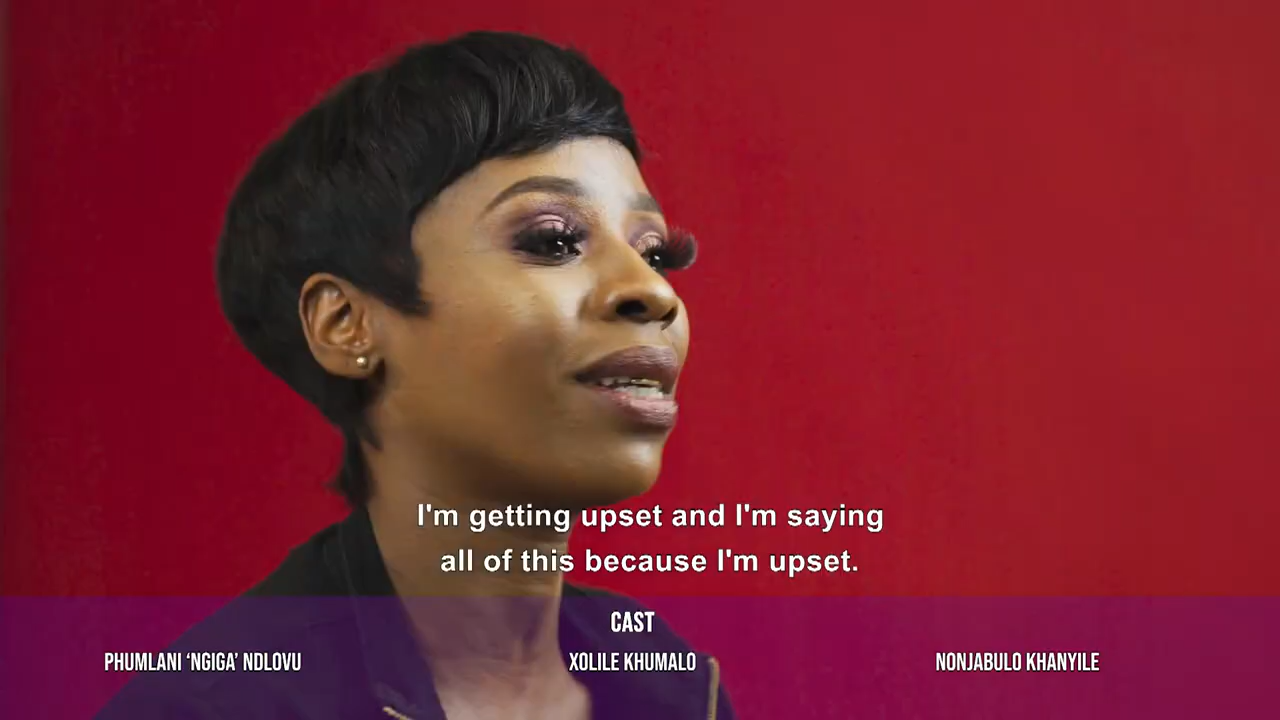 I'm getting upset and I'm saying
all of this because I'm upset.
CAST
PHUMLANI ‘NGIGA’ NDLOVU XOLILE KHUMALO NONJABULO KHANYILE